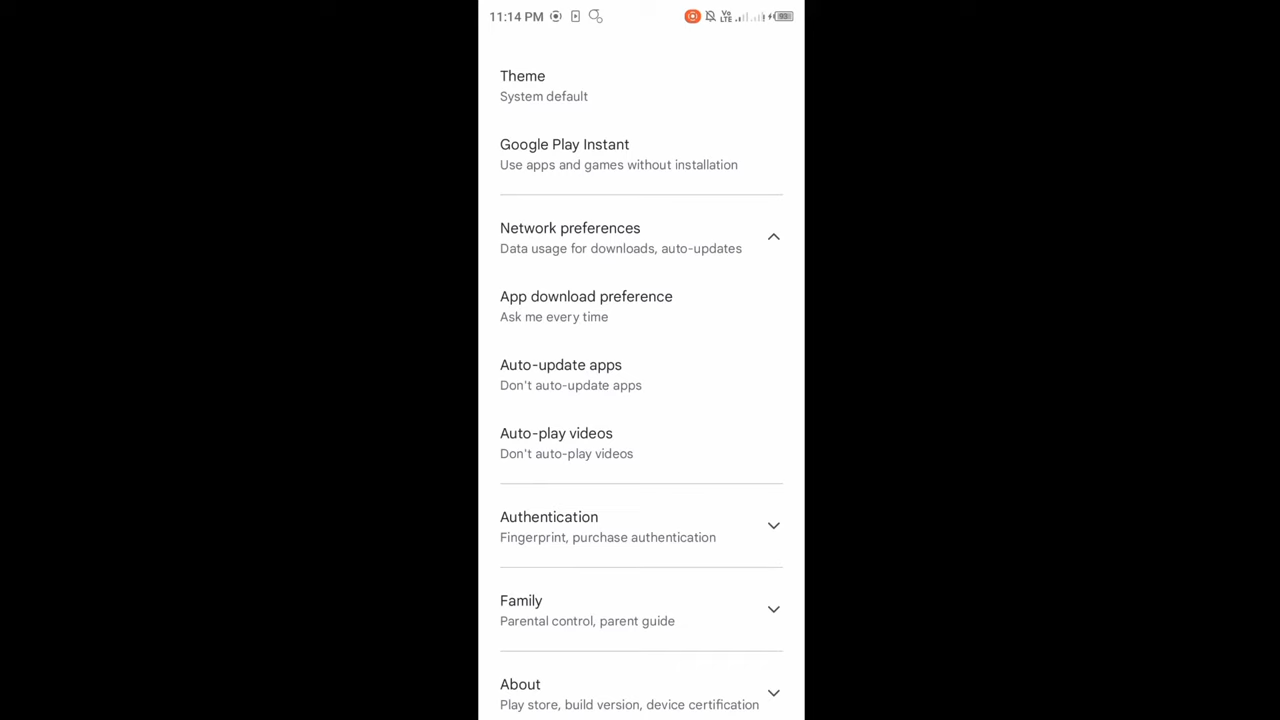 11:14 PM Vo LTE 93
Theme
System default
Google Play Instant
Use apps and games without installation
Network preferences
Data usage for downloads, auto-updates
App download preference
Ask me every time
Auto-update apps
Don't auto-update apps
Auto-play videos
Don't auto-play videos
Authentication
Fingerprint, purchase authentication
Family
Parental control, parent guide
About
Play store, build version, device certification